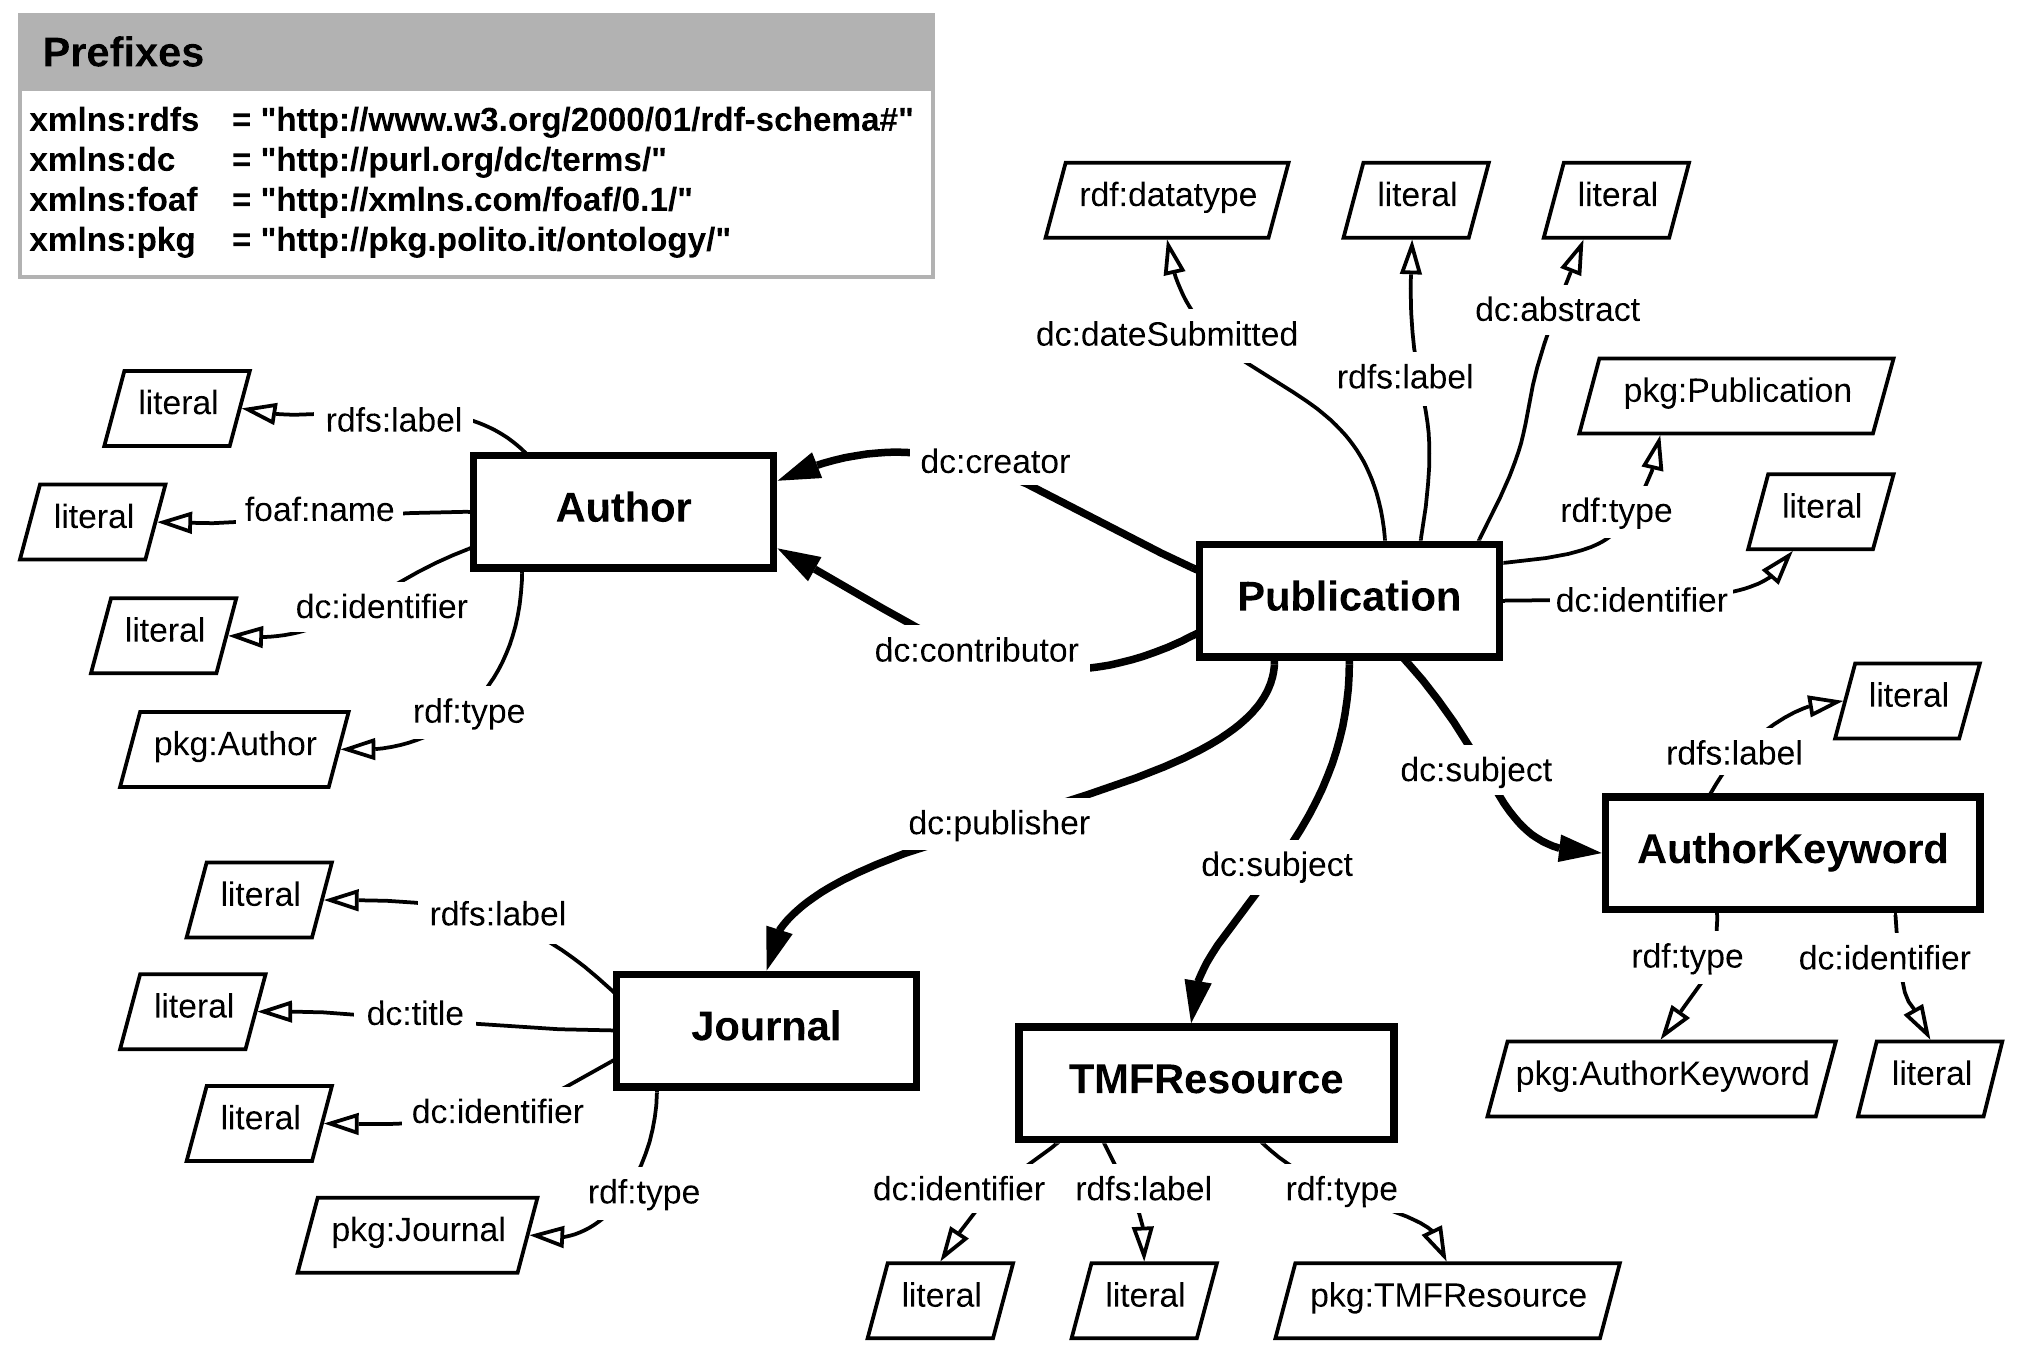 Prefixes
xmlns:rdfs = "http://www.w3.org/2000/01/rdf-schema#"
xmlns:dc = "http://purl.org/dc/terms/"
xmlns:foaf = "http://xmlns.com/foaf/0.1/"
xmlns:pkg = "http://pkg.polito.it/ontology/"
rdf:datatype
literal
literal
dc:dateSubmitted
rdfs:label
dc:abstract
pkg:Publication
rdf:type
literal
dc:identifier
Publication
dc:creator
dc:contributor
literal
rdfs:label
literal
foaf:name
Author
literal
dc:identifier
pkg:Author
rdf:type
dc:publisher
dc:subject
dc:subject
literal
rdfs:label
AuthorKeyword
rdf:type
dc:identifier
pkg:AuthorKeyword
literal
literal
rdfs:label
literal
dc:title
Journal
literal
dc:identifier
pkg:Journal
rdf:type
TMFResource
dc:identifier
rdfs:label
rdf:type
literal
literal
pkg:TMFResource